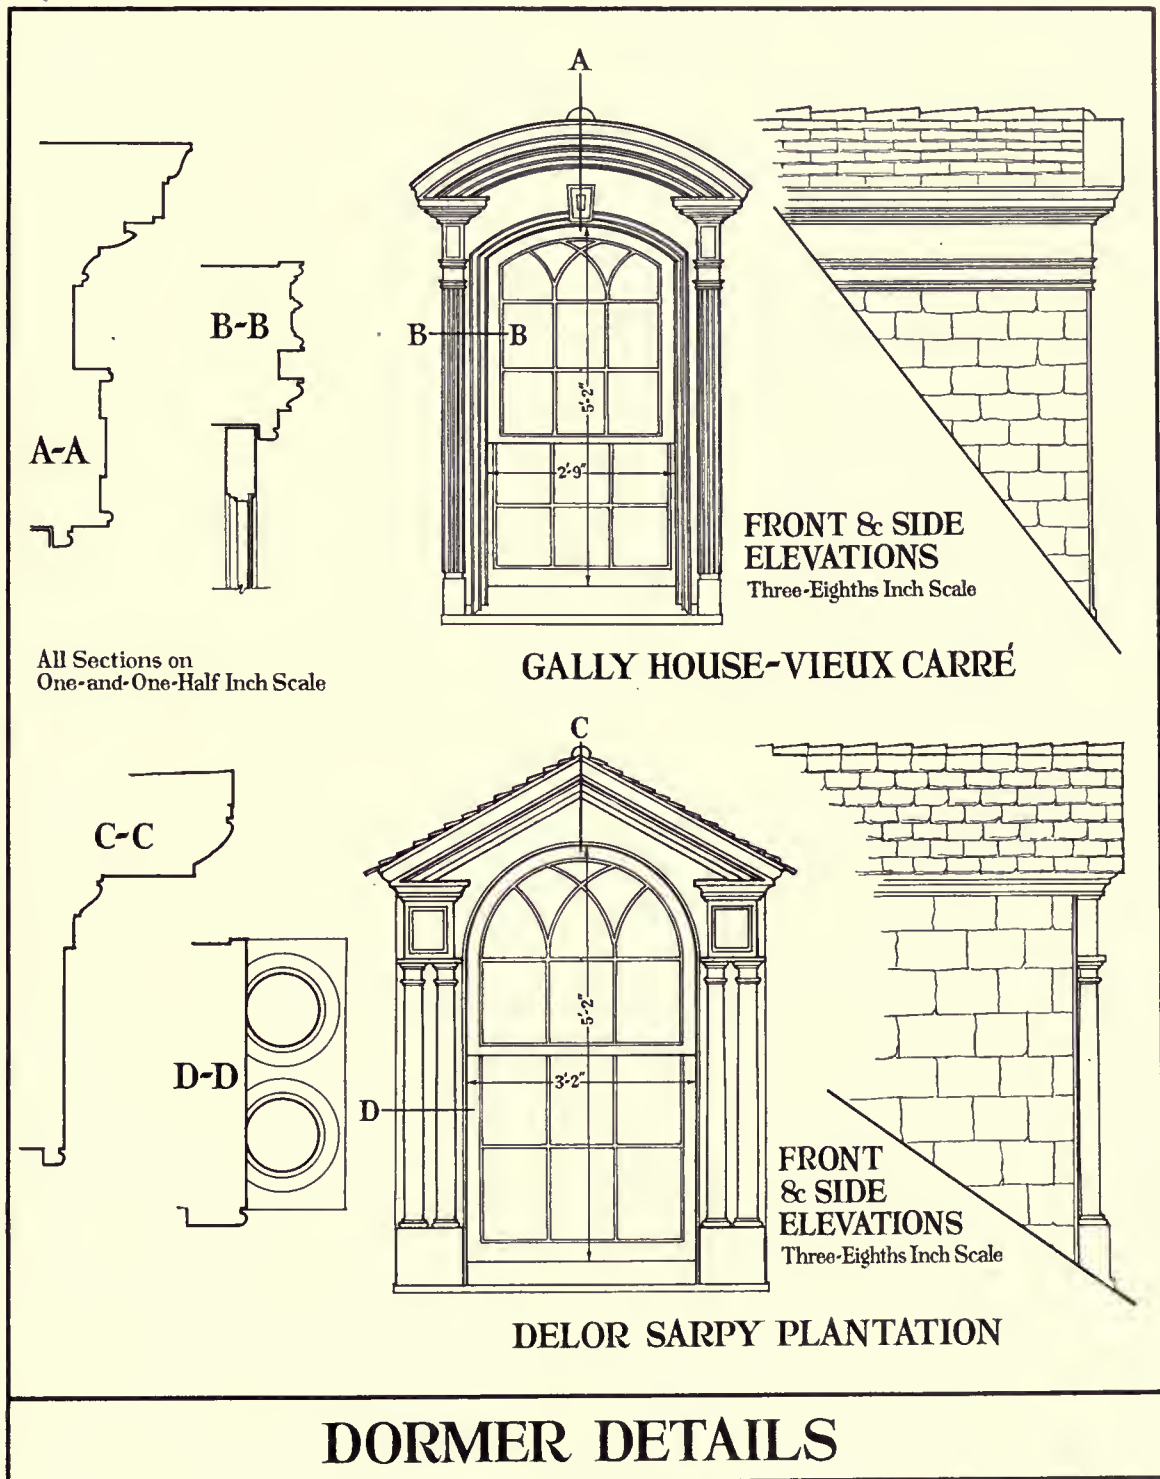 A
B-B
B
B
5'-2"
A-A
2'-9"
FRONT & SIDE
ELEVATIONS
Three-Eighths Inch Scale
All Sections on
One-and-One-Half Inch Scale
GALLY HOUSE-VIEUX CARRÉ
C
C-C
5'-2"
D-D
3'-2"
D
FRONT
& SIDE
ELEVATIONS
Three-Eighths Inch Scale
DELOR SARPY PLANTATION
DORMER DETAILS